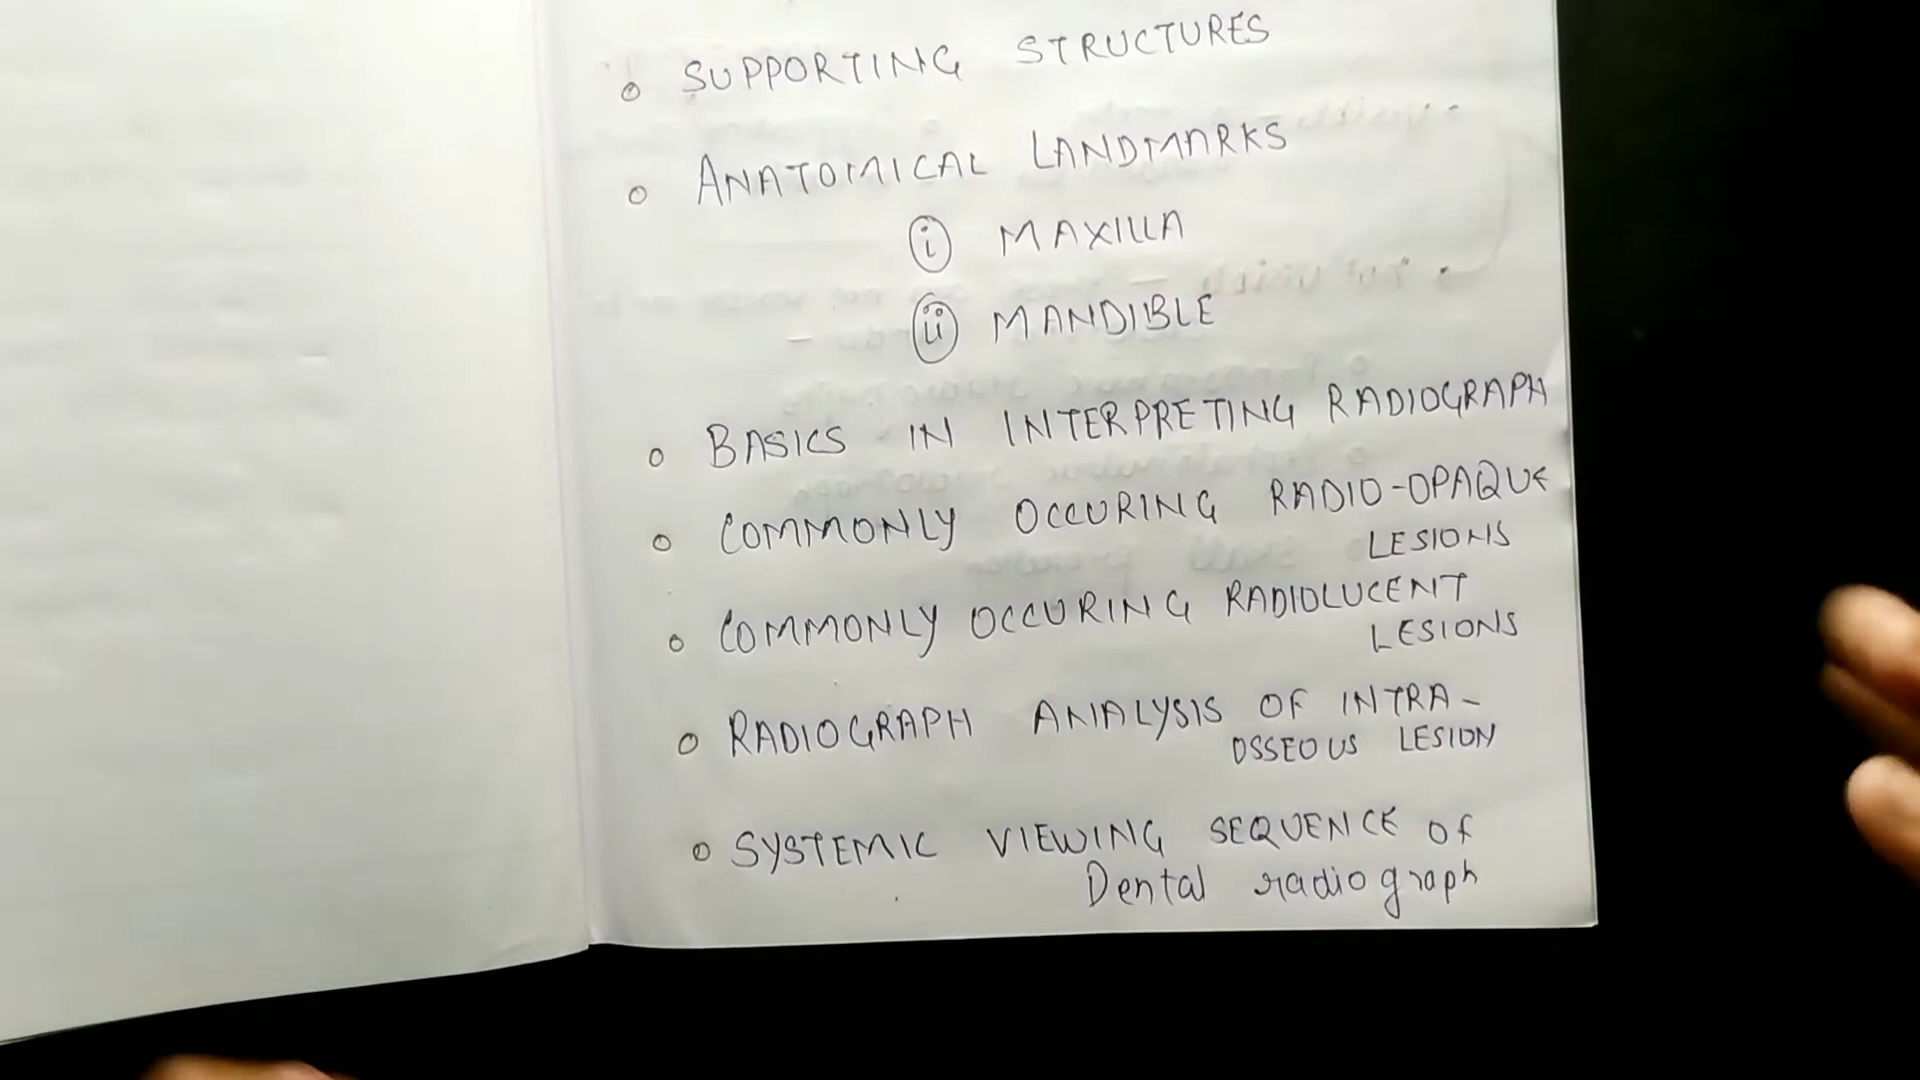 SUPPORTING STRUCTURES
ANATOMICAL LANDMARKS
i MAXILLA
ii MANDIBLE
BASICS IN INTERPRETING RADIOGRAPH
COMMONLY OCCURING RADIO-OPAQUE
LESIONS
COMMONLY OCCURING RADIOLUCENT
LESIONS
RADIOGRAPH ANALYSIS OF INTRA-
OSSEOUS LESION
SYSTEMIC VIEWING SEQUENCE OF
Dental radiograph